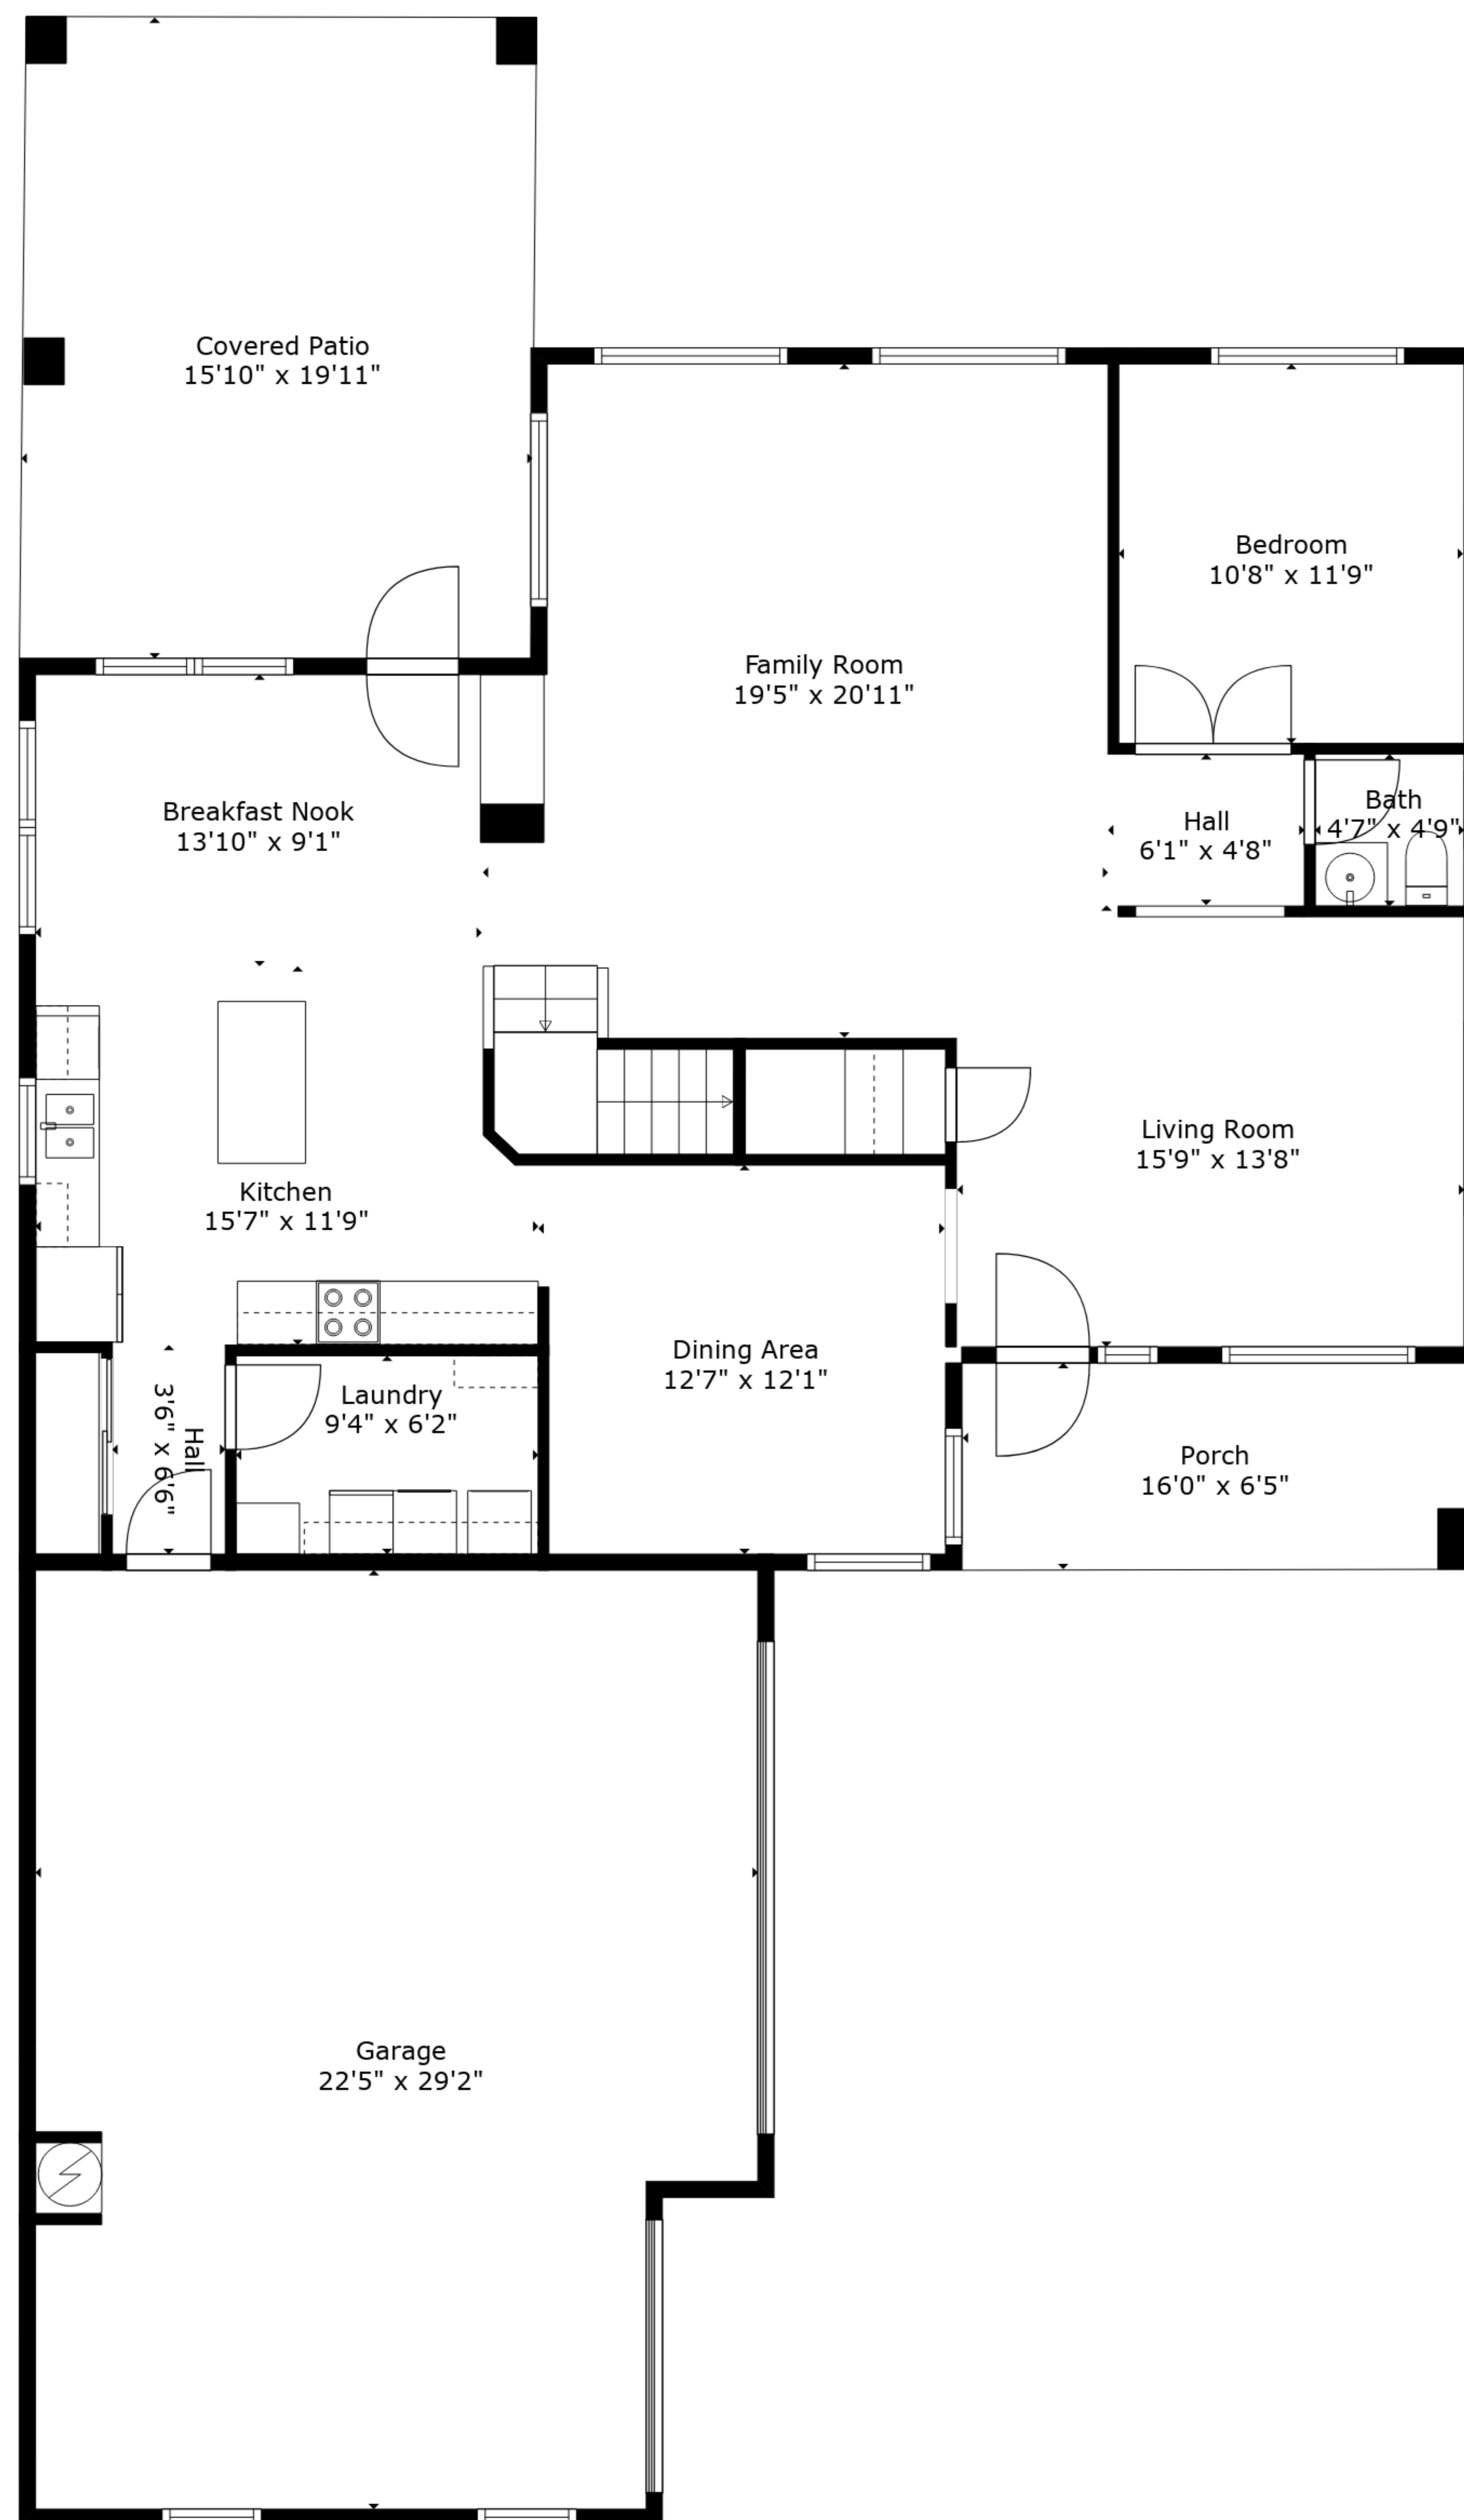 Covered Patio
15'10" x 19'11"
Bedroom
10'8" x 11'9"
Family Room
19'5" x 20'11"
Breakfast Nook
13'10" x 9'1"
Hall
6'1" x 4'8"
Bath
4'7" x 4'9"
Living Room
15'9" x 13'8"
Kitchen
15'7" x 11'9"
Dining Area
12'7" x 12'1"
Laundry
9'4" x 6'2"
Hall
3'6" x 6'6"
Porch
16'0" x 6'5"
Garage
22'5" x 29'2"